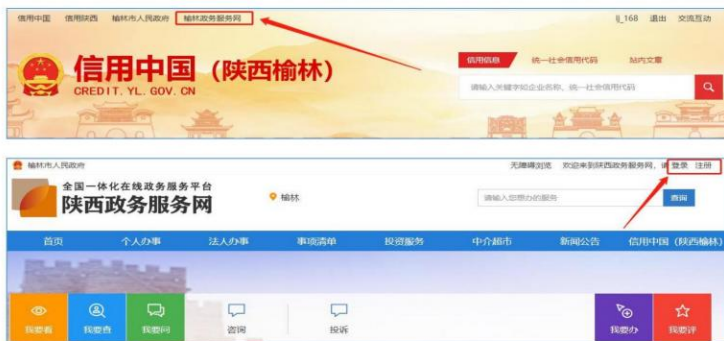 信用中国 信用陕西 榆林市人民政府 榆林政务服务网 jj_168 退出 交流互动
信用中国（陕西榆林）
CREDIT.YL.GOV.CN
信用信息 统一社会信用代码 站内文章
请输入关键字如企业名称、统一社会信用代码
榆林市人民政府 无障碍浏览 欢迎来到陕西政务服务网，请 登录 注册
全国一体化在线政务服务平台
陕西政务服务网
榆林
请输入您想办的服务 查询
首页 个人办事 法人办事 事项清单 投资服务 中介超市 新闻公告 信用中国（陕西榆林）
我要看 我要查 我要问 咨询 投诉 我要办 我要评